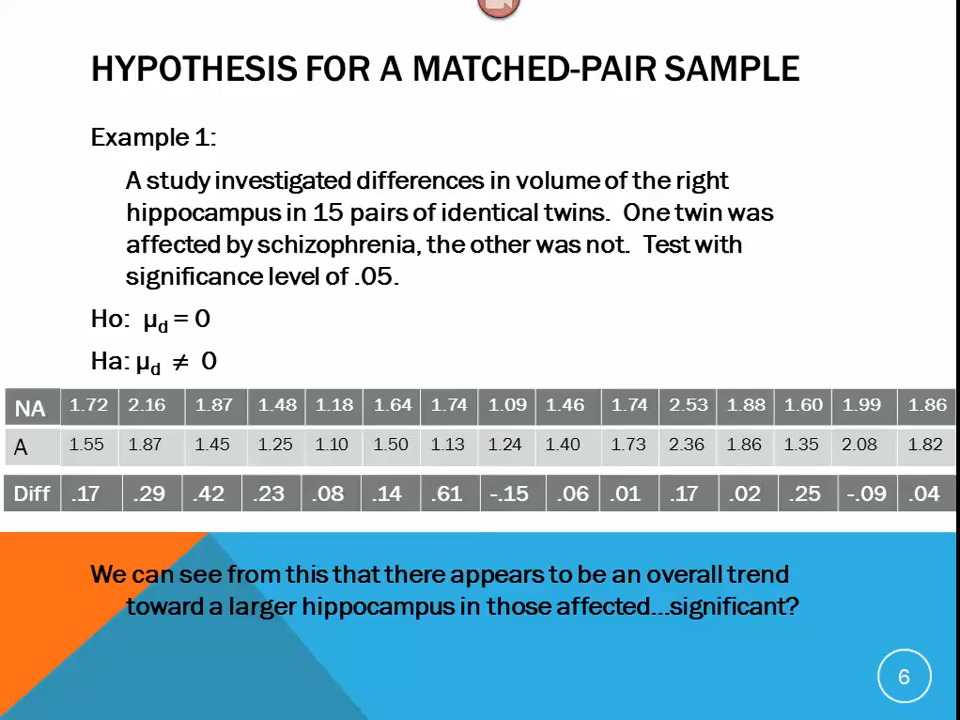 HYPOTHESIS FOR A MATCHED-PAIR SAMPLE
Example 1:
A study investigated differences in volume of the right
hippocampus in 15 pairs of identical twins. One twin was
affected by schizophrenia, the other was not. Test with
significance level of .05.
Ho: μd = 0
Ha: μd ≠ 0
NA 1.72 2.16 1.87 1.48 1.18 1.64 1.74 1.09 1.46 1.74 2.53 1.88 1.60 1.99 1.86
A 1.55 1.87 1.45 1.25 1.10 1.50 1.13 1.24 1.40 1.73 2.36 1.86 1.35 2.08 1.82
Diff .17 .29 .42 .23 .08 .14 .61 -.15 .06 .01 .17 .02 .25 -.09 .04
We can see from this that there appears to be an overall trend
toward a larger hippocampus in those affected...significant?
6